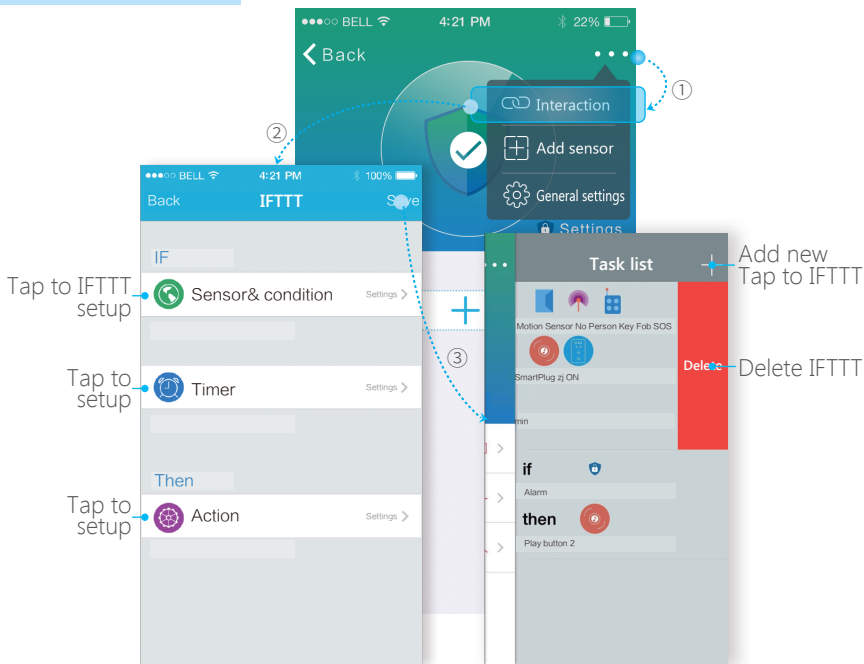 BELL
4:21 PM
22%
Back
①
Interaction
Add sensor
General settings
Settings
②
BELL
4:21 PM
100%
Back
IFTTT
Save
IF
Tap to IFTTT
setup
Sensor& condition
Settings
Tap to
setup
Timer
Settings
Then
Tap to
setup
Action
Settings
③
Task list
Add new
Tap to IFTTT
Motion Sensor No Person Key Fob SOS
SmartPlug zj ON
min
Delete
Delete IFTTT
if
Alarm
then
Play button 2